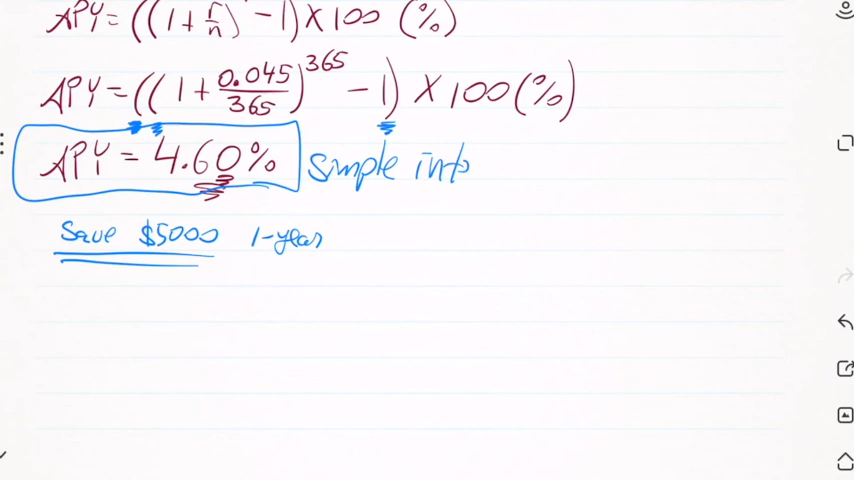 APY = ((1 + r/n) - 1) X 100 (%)
APY = ((1 + 0.045/365)^365 - 1) X 100 (%)
APY = 4.60% Simple into
Save $5000 1-year